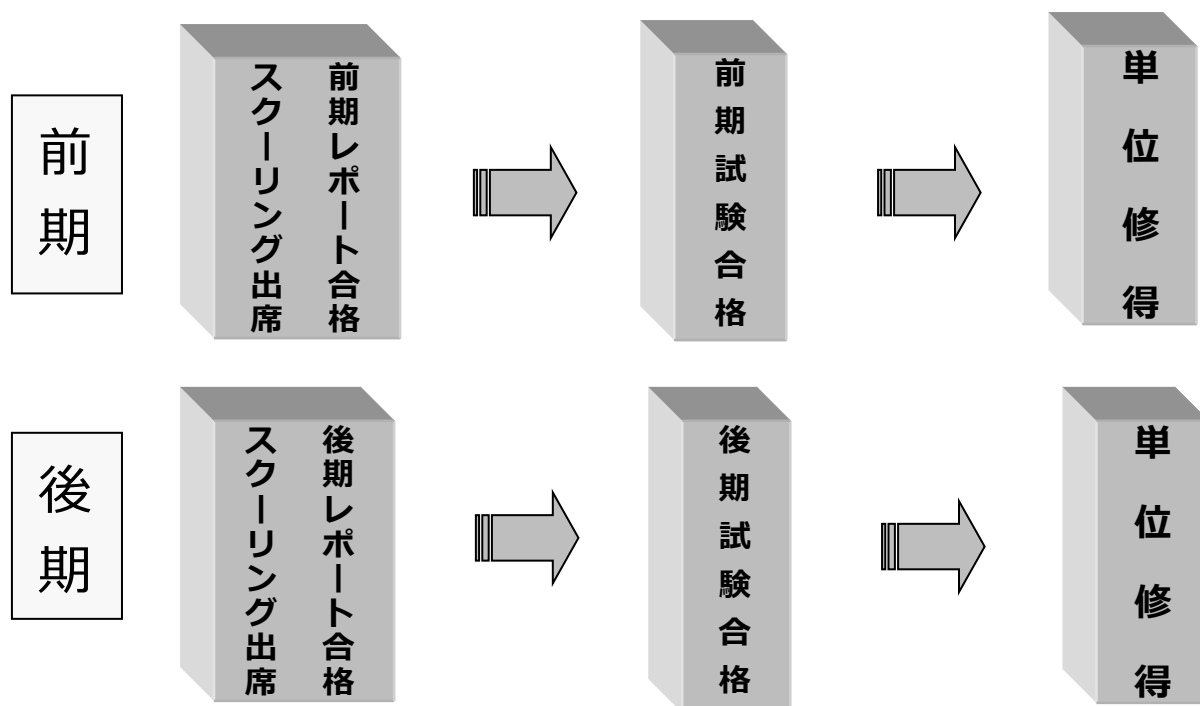 前期
前期レポート合格
スクーリング出席
前期試験合格
単位修得
後期
後期レポート合格
スクーリング出席
後期試験合格
単位修得